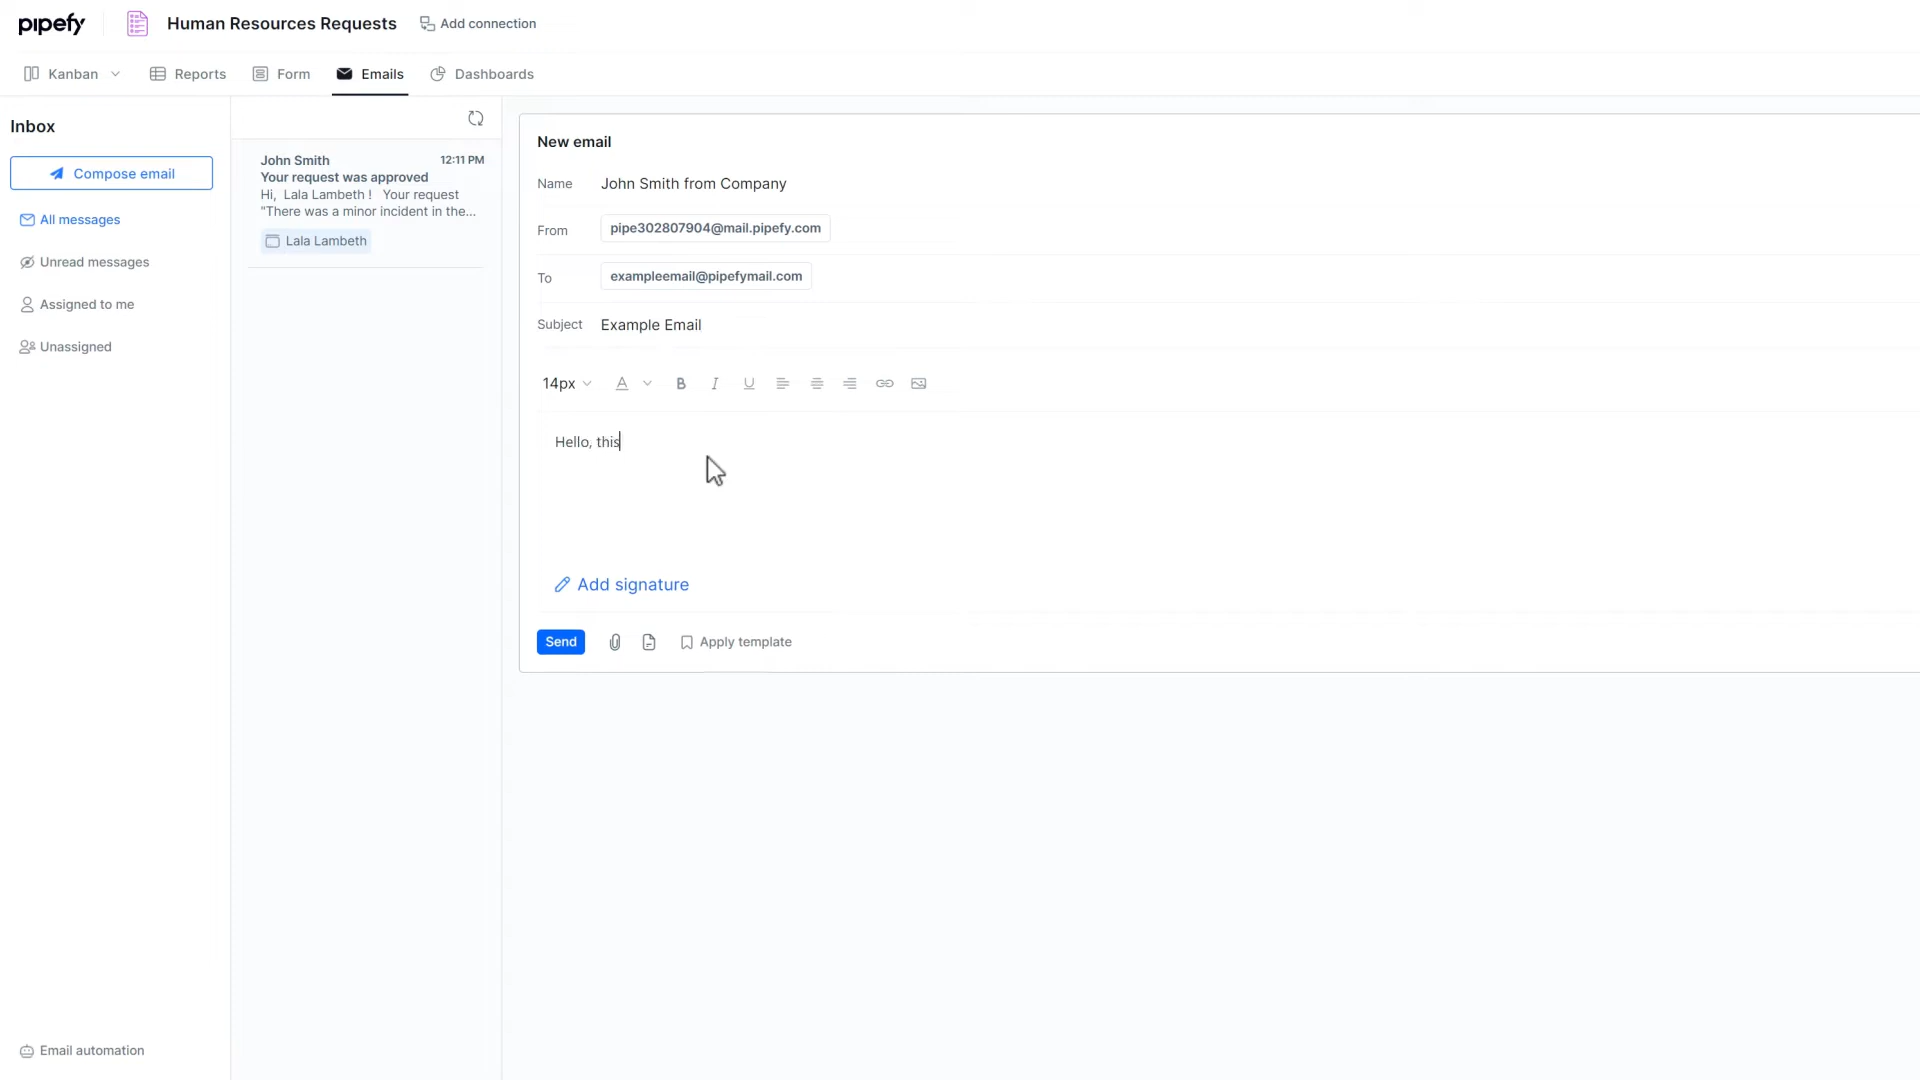 pipefy
Human Resources Requests
Add connection
Kanban
Reports
Form
Emails
Dashboards
Inbox
Compose email
All messages
Unread messages
Assigned to me
Unassigned
Email automation
John Smith 12:11 PM
Your request was approved
Hi, Lala Lambeth ! Your request
"There was a minor incident in the...
Lala Lambeth
New email
Name John Smith from Company
From pipe302807904@mail.pipefy.com
To exampleemail@pipefymail.com
Subject Example Email
14px A B I U
Hello, this
Add signature
Send
Apply template